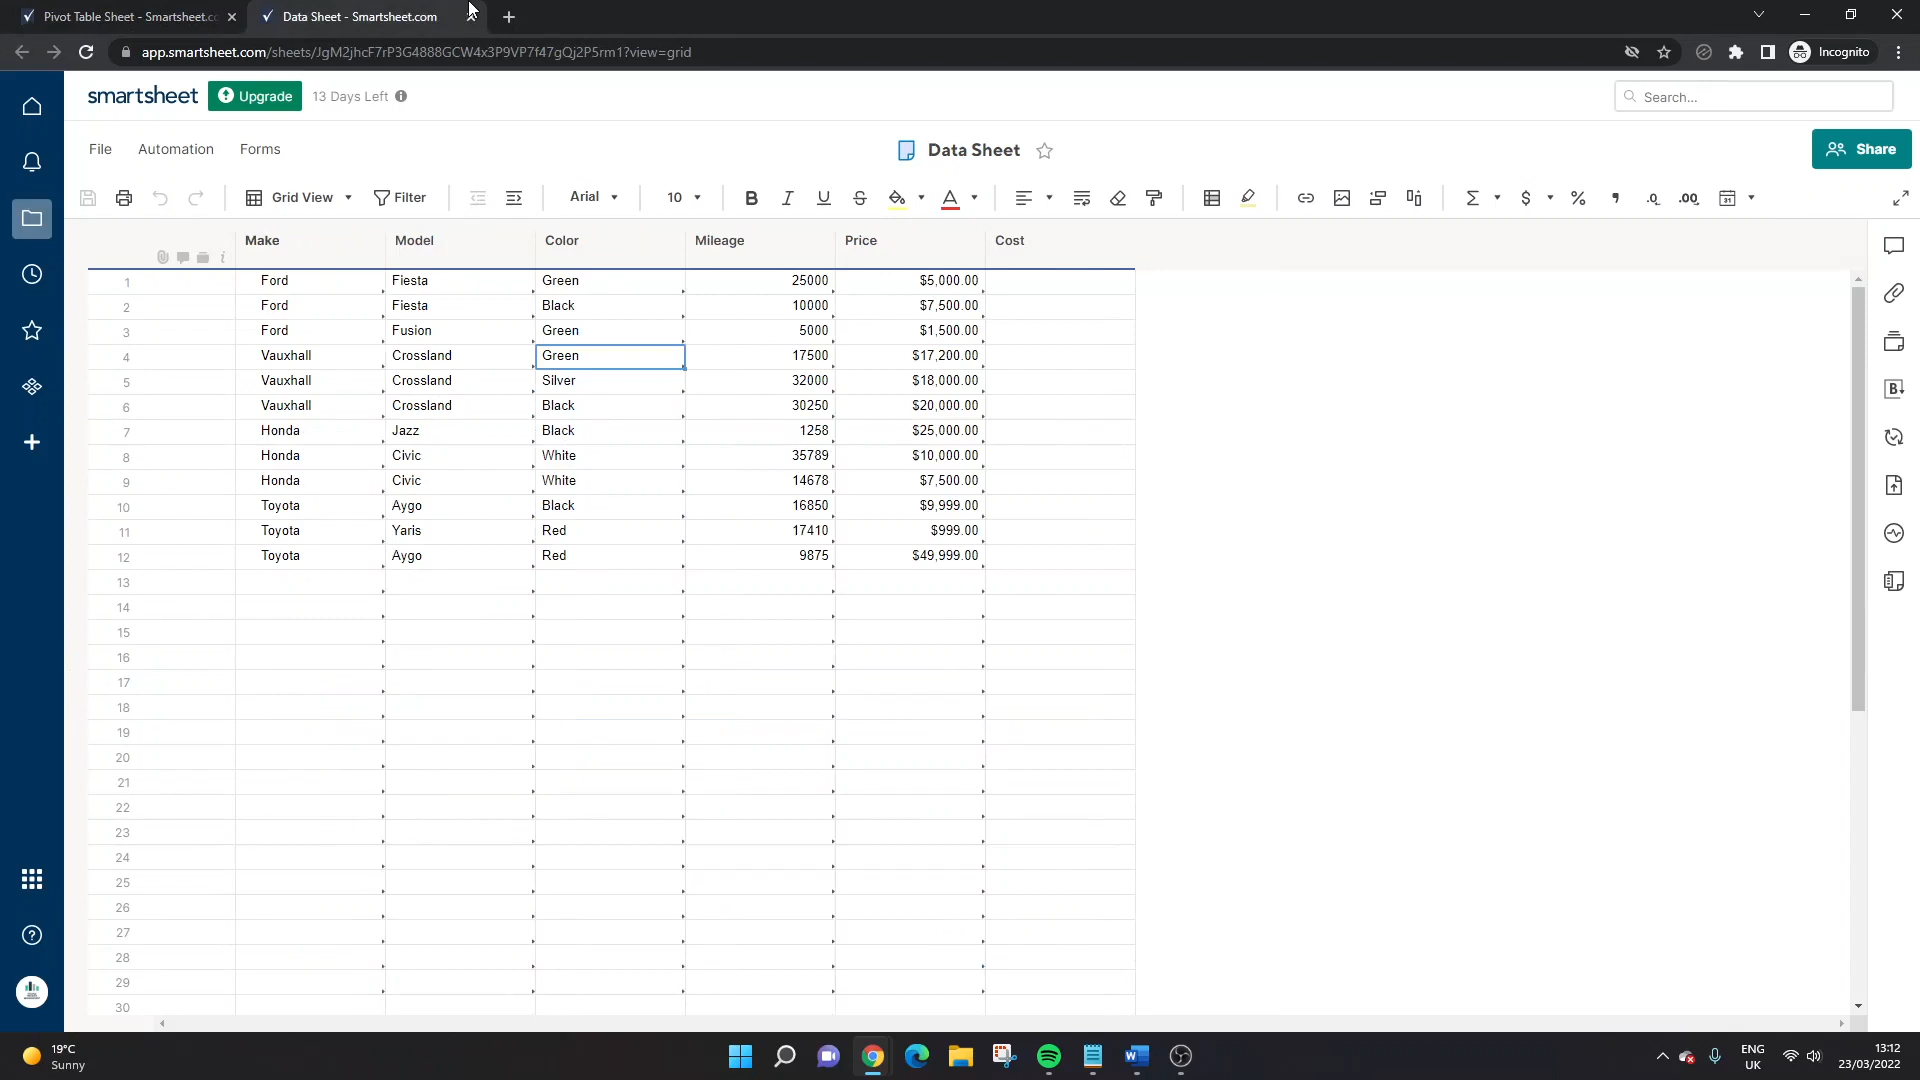 Pivot Table Sheet - Smartsheet.co
Data Sheet - Smartsheet.com
app.smartsheet.com/sheets/JgM2jhcF7rP3G4888GCW4x3P9VP7f47gQj2P5rm1?view=grid
Incognito
smartsheet
Upgrade
13 Days Left
Search...
File Automation Forms
Data Sheet
Share
Grid View
Filter
Arial
10
B I U S A
Σ $ % , .0 .00 31
Make Model Color Mileage Price Cost
1 Ford Fiesta Green 25000 $5,000.00
2 Ford Fiesta Black 10000 $7,500.00
3 Ford Fusion Green 5000 $1,500.00
4 Vauxhall Crossland Green 17500 $17,200.00
5 Vauxhall Crossland Silver 32000 $18,000.00
6 Vauxhall Crossland Black 30250 $20,000.00
7 Honda Jazz Black 1258 $25,000.00
8 Honda Civic White 35789 $10,000.00
9 Honda Civic White 14678 $7,500.00
10 Toyota Aygo Black 16850 $9,999.00
11 Toyota Yaris Red 17410 $999.00
12 Toyota Aygo Red 9875 $49,999.00
13
14
15
16
17
18
19
20
21
22
23
24
25
26
27
28
29
30
19°C
Sunny
ENG
UK
13:12
23/03/2022